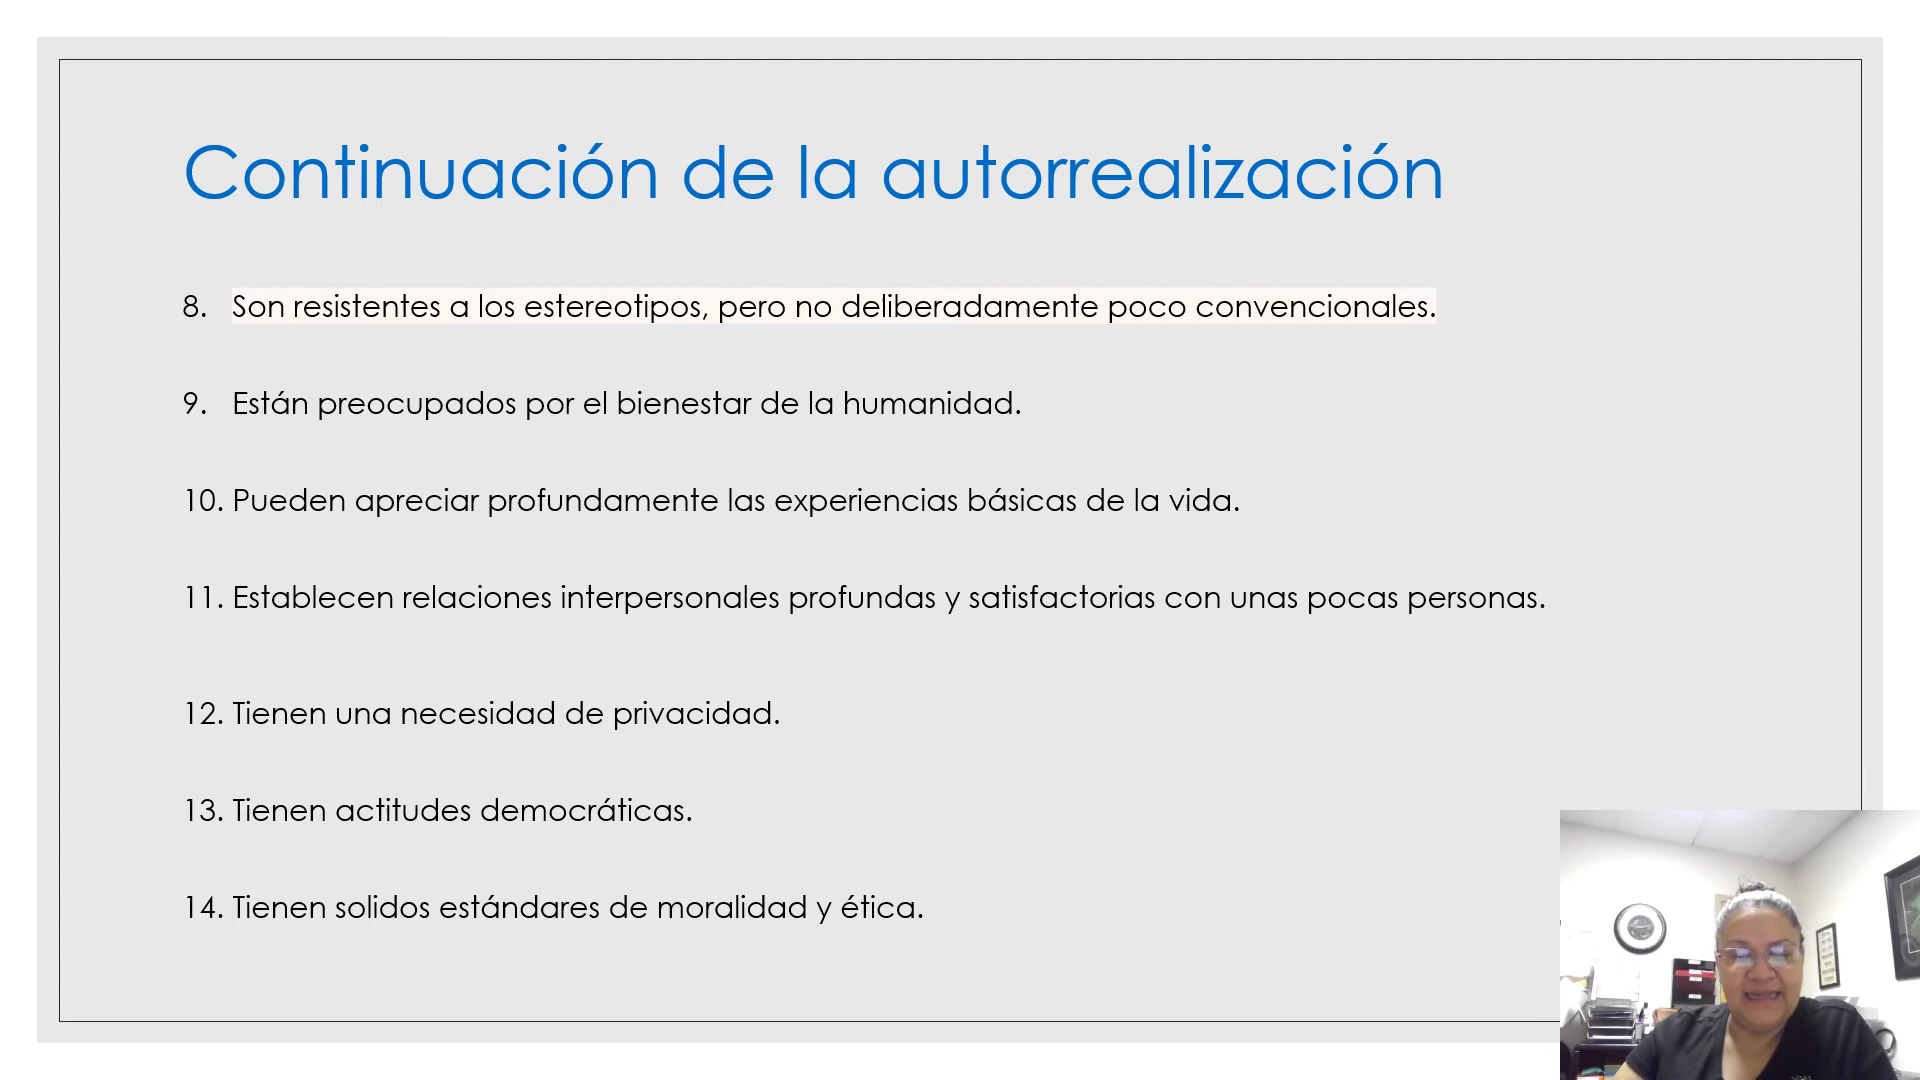 Continuación de la autorrealización
8. Son resistentes a los estereotipos, pero no deliberadamente poco convencionales.
9. Están preocupados por el bienestar de la humanidad.
10. Pueden apreciar profundamente las experiencias básicas de la vida.
11. Establecen relaciones interpersonales profundas y satisfactorias con unas pocas personas.
12. Tienen una necesidad de privacidad.
13. Tienen actitudes democráticas.
14. Tienen solidos estándares de moralidad y ética.